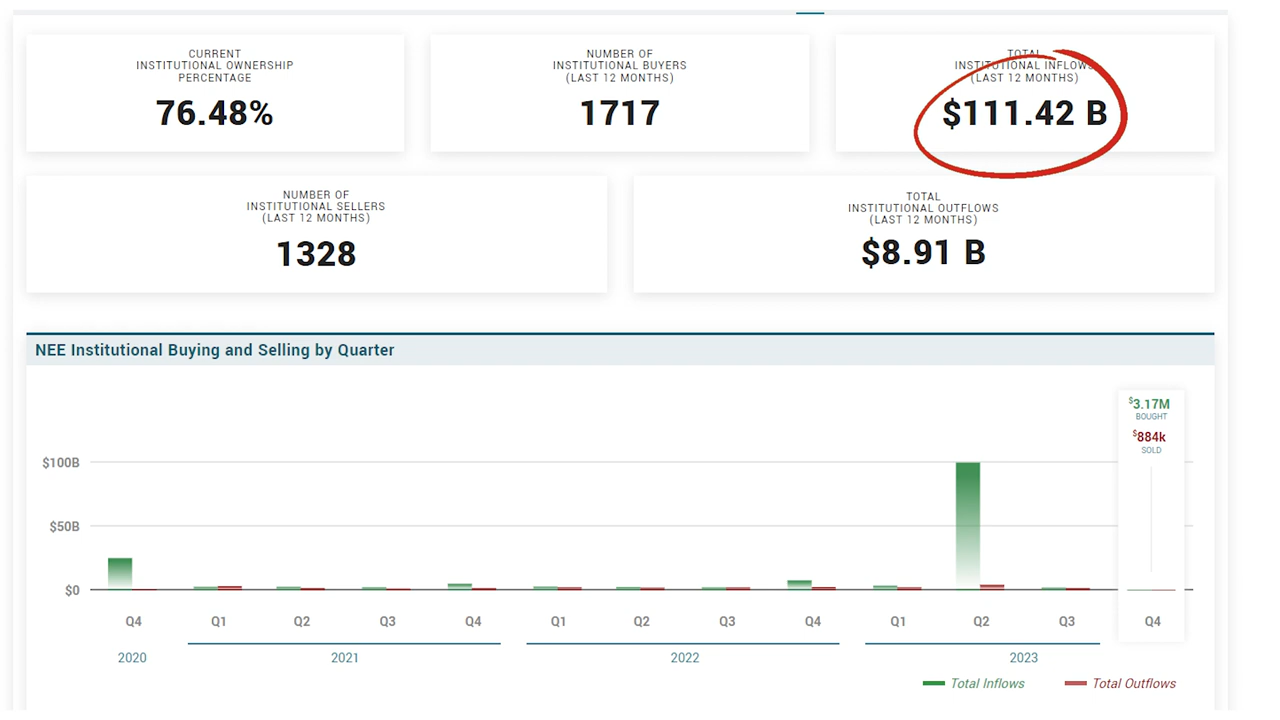 CURRENT
INSTITUTIONAL OWNERSHIP
PERCENTAGE
76.48%
NUMBER OF
INSTITUTIONAL BUYERS
(LAST 12 MONTHS)
1717
TOTAL
INSTITUTIONAL INFLOWS
(LAST 12 MONTHS)
$111.42 B
NUMBER OF
INSTITUTIONAL SELLERS
(LAST 12 MONTHS)
1328
TOTAL
INSTITUTIONAL OUTFLOWS
(LAST 12 MONTHS)
$8.91 B
NEE Institutional Buying and Selling by Quarter
$3.17M
BOUGHT
$884k
SOLD
$100B
$50B
$0
Q4 Q1 Q2 Q3 Q4 Q1 Q2 Q3 Q4 Q1 Q2 Q3 Q4
2020 2021 2022 2023
Total Inflows Total Outflows